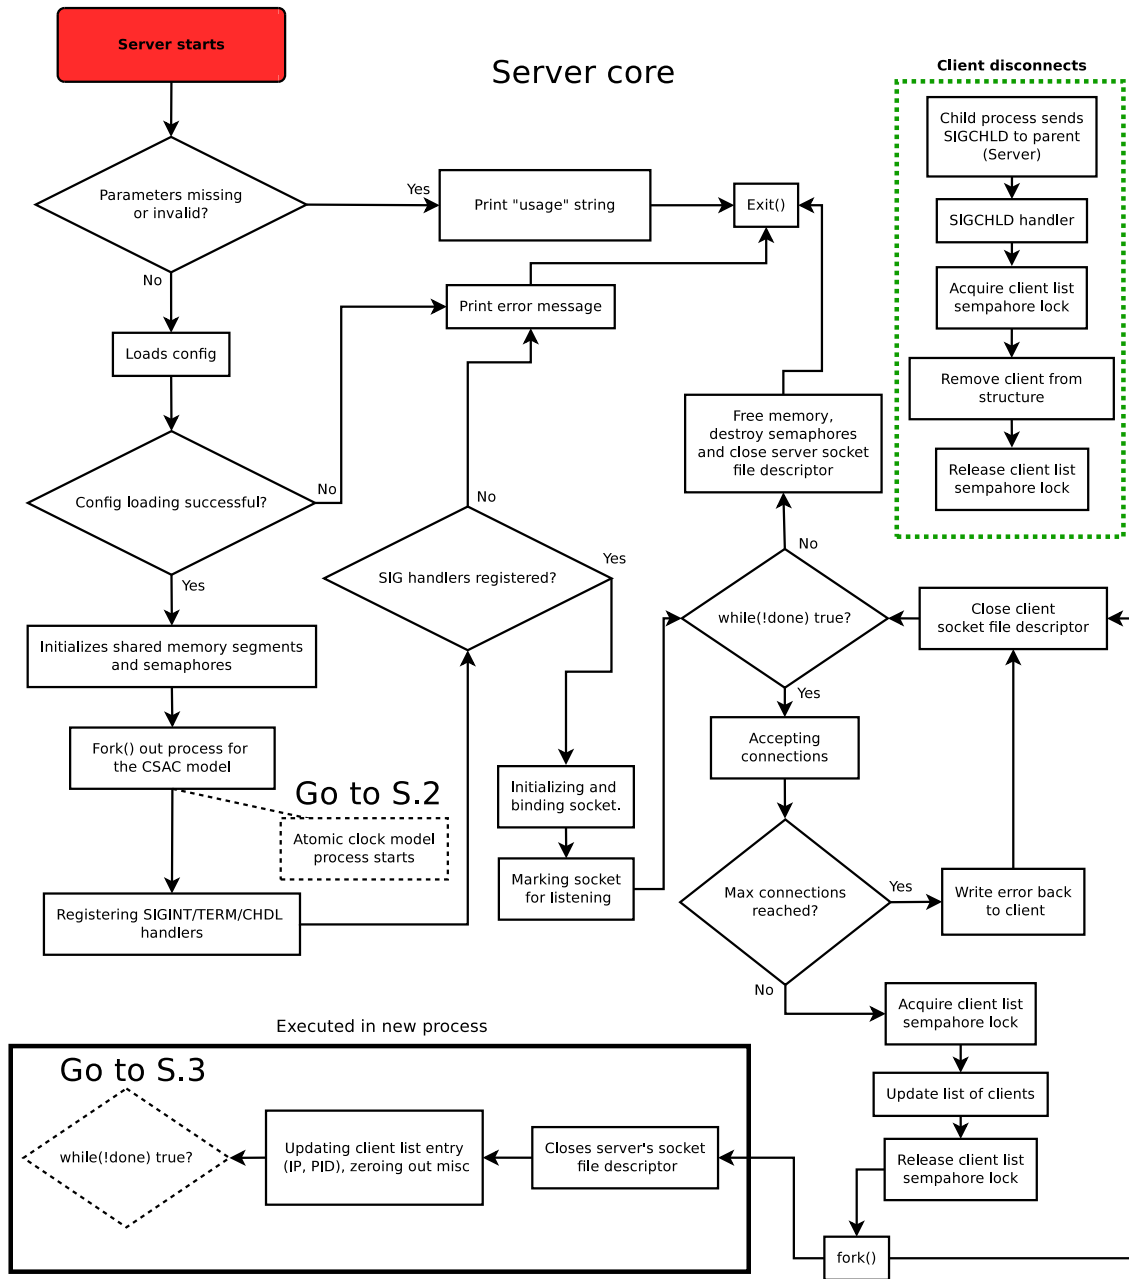 Server starts
Server core
Client disconnects
Child process sends
SIGCHLD to parent
(Server)
Parameters missing
or invalid?
Yes
Print "usage" string
Exit()
SIGCHLD handler
No
Acquire client list
sempahore lock
Print error message
Loads config
Remove client from
structure
Free memory,
destroy semaphores
and close server socket
file descriptor
Release client list
sempahore lock
Config loading successful?
No
No
Yes
SIG handlers registered?
Yes
No
while(!done) true?
Close client
socket file descriptor
Initializes shared memory segments
and semaphores
Yes
Fork() out process for
the CSAC model
Accepting
connections
Go to S.2
Initializing and
binding socket.
Atomic clock model
process starts
Marking socket
for listening
Max connections
reached?
Yes
Write error back
to client
Registering SIGINT/TERM/CHDL
handlers
No
Acquire client list
sempahore lock
Executed in new process
Go to S.3
Update list of clients
while(!done) true?
Updating client list entry
(IP, PID), zeroing out misc
Closes server's socket
file descriptor
Release client list
sempahore lock
fork()